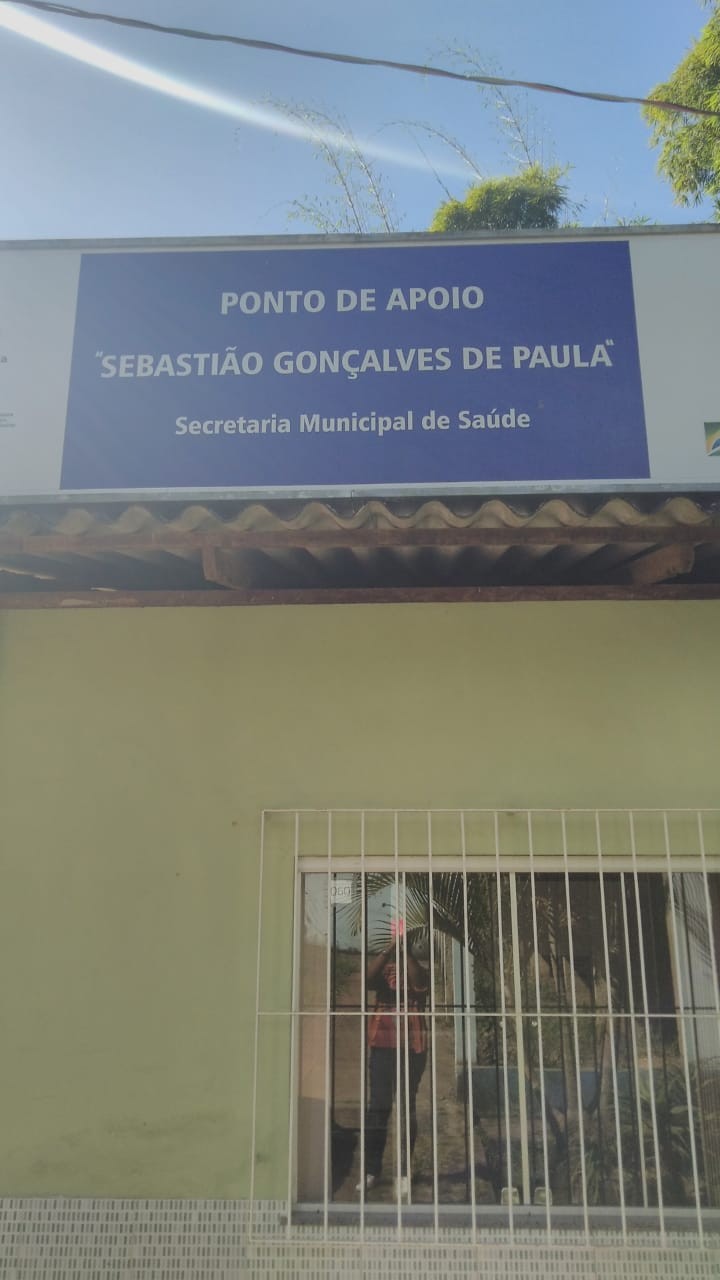 PONTO DE APOIO
"SEBASTIÃO GONÇALVES DE PAULA"
Secretaria Municipal de Saúde